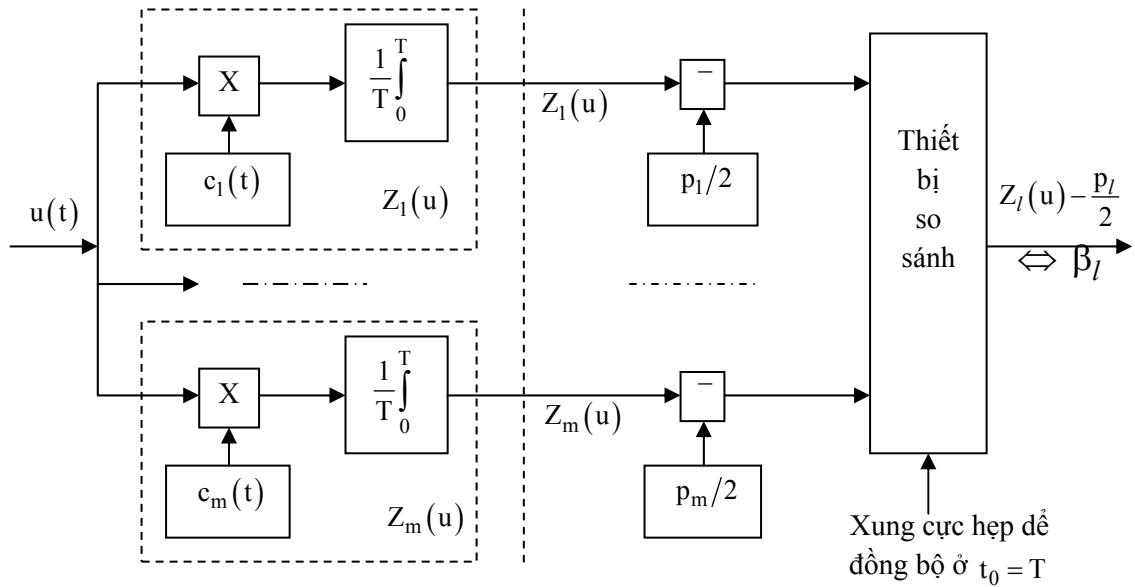 X
1/T ∫₀ᵀ
c₁(t)
Z₁(u)
Z₁(u)
−
p₁/2
u(t)
Thiết
bị
so
sánh
Z_l(u) − p_l/2
⇔ β_l
X
1/T ∫₀ᵀ
c_m(t)
Z_m(u)
Z_m(u)
−
p_m/2
Xung cực hẹp dể
đồng bộ ở t₀ = T